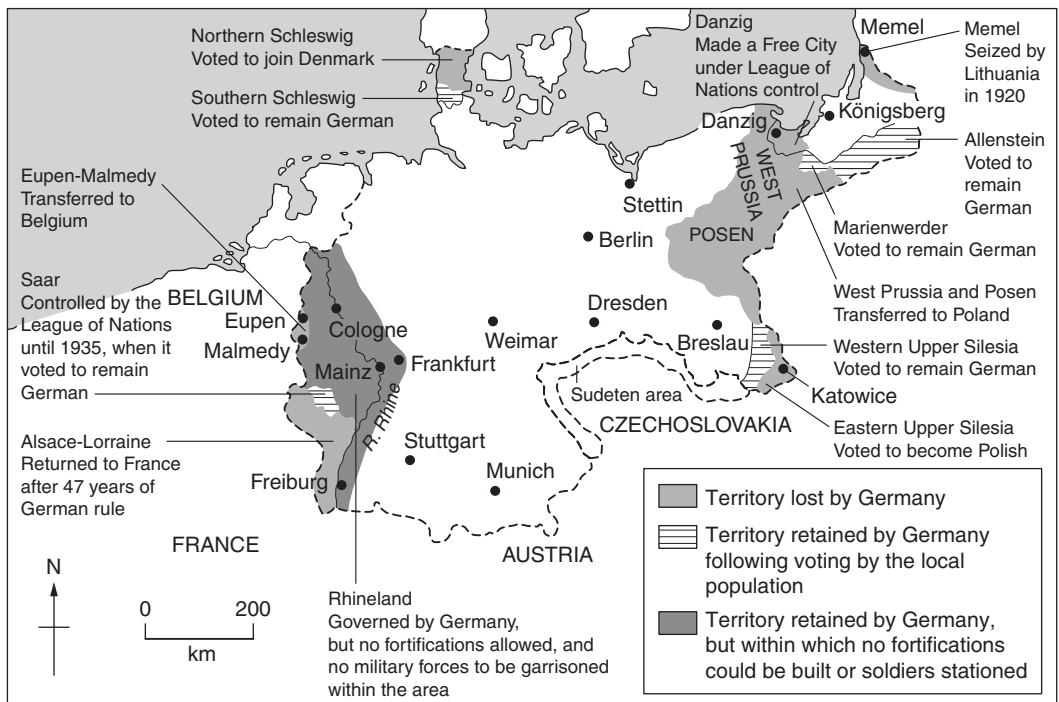 Northern Schleswig
Voted to join Denmark
Southern Schleswig
Voted to remain German
Danzig
Made a Free City
under League of
Nations control
Memel
Memel
Seized by
Lithuania
in 1920
Königsberg
Danzig
Allenstein
Voted to
remain
German
WEST
PRUSSIA
Eupen-Malmedy
Transferred to
Belgium
Stettin
POSEN
Berlin
Marienwerder
Voted to remain German
Saar
Controlled by the
League of Nations
until 1935, when it
voted to remain
German
BELGIUM
Eupen
Malmedy
Cologne
Mainz
Frankfurt
R. Rhine
Weimar
Dresden
Breslau
West Prussia and Posen
Transferred to Poland
Western Upper Silesia
Voted to remain German
Katowice
Sudeten area
CZECHOSLOVAKIA
Eastern Upper Silesia
Voted to become Polish
Alsace-Lorraine
Returned to France
after 47 years of
German rule
Stuttgart
Freiburg
Munich
FRANCE
AUSTRIA
N
0
200
km
Rhineland
Governed by Germany,
but no fortifications allowed, and
no military forces to be garrisoned
within the area
Territory lost by Germany
Territory retained by Germany
following voting by the local
population
Territory retained by Germany,
but within which no fortifications
could be built or soldiers stationed